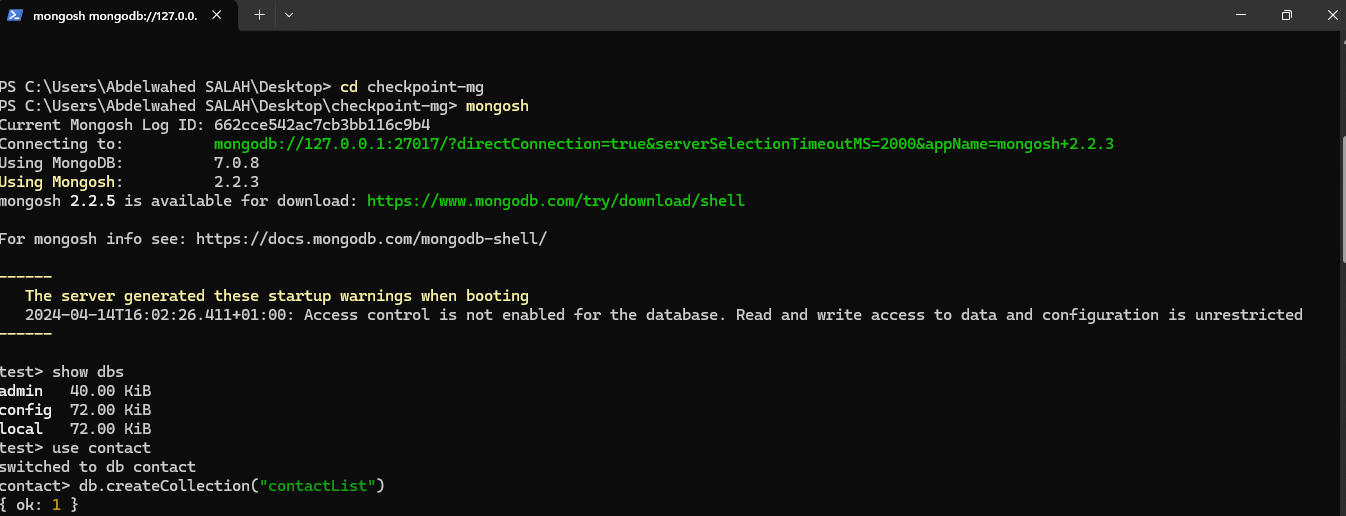 mongosh mongodb://127.0.0.
PS C:\Users\Abdelwahed SALAH\Desktop> cd checkpoint-mg
PS C:\Users\Abdelwahed SALAH\Desktop\checkpoint-mg> mongosh
Current Mongosh Log ID: 662cce542ac7cb3bb116c9b4
Connecting to:          mongodb://127.0.0.1:27017/?directConnection=true&serverSelectionTimeoutMS=2000&appName=mongosh+2.2.3
Using MongoDB:          7.0.8
Using Mongosh:          2.2.3
mongosh 2.2.5 is available for download: https://www.mongodb.com/try/download/shell
For mongosh info see: https://docs.mongodb.com/mongodb-shell/
------
   The server generated these startup warnings when booting
   2024-04-14T16:02:26.411+01:00: Access control is not enabled for the database. Read and write access to data and configuration is unrestricted
------
test> show dbs
admin   40.00 KiB
config  72.00 KiB
local   72.00 KiB
test> use contact
switched to db contact
contact> db.createCollection("contactList")
{ ok: 1 }